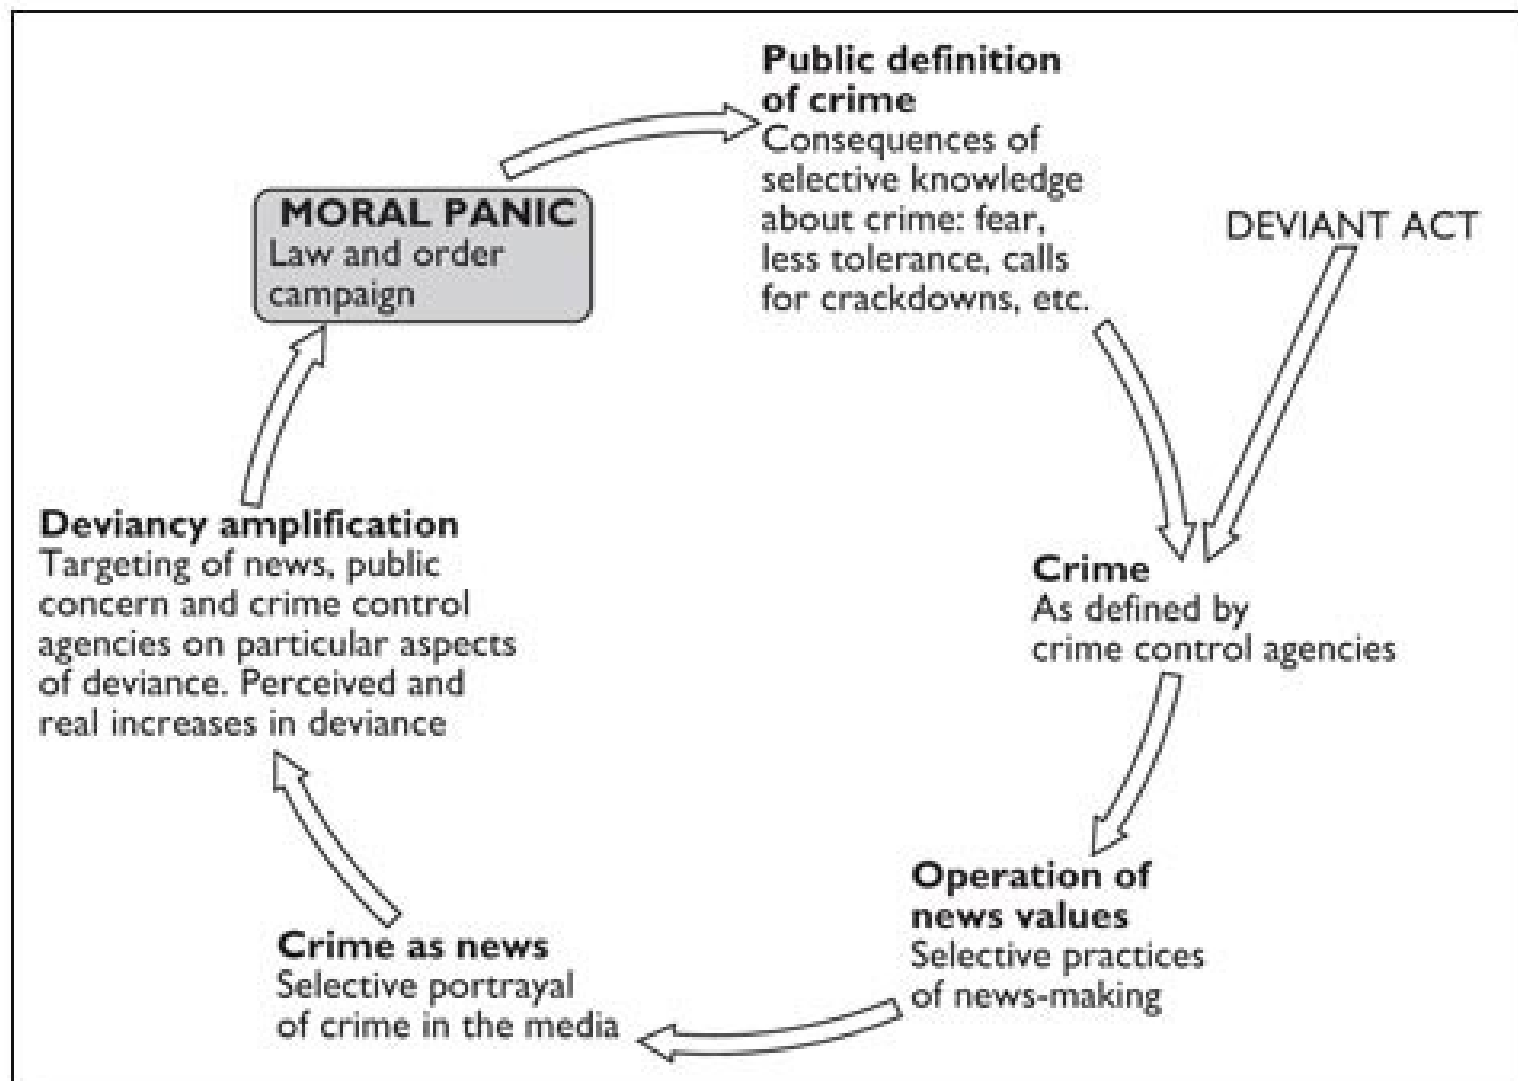 Public definition
of crime
Consequences of
selective knowledge
about crime: fear,
less tolerance, calls
for crackdowns, etc.
DEVIANT ACT
Crime
As defined by
crime control agencies
Operation of
news values
Selective practices
of news-making
Crime as news
Selective portrayal
of crime in the media
Deviancy amplification
Targeting of news, public
concern and crime control
agencies on particular aspects
of deviance. Perceived and
real increases in deviance
MORAL PANIC
Law and order
campaign